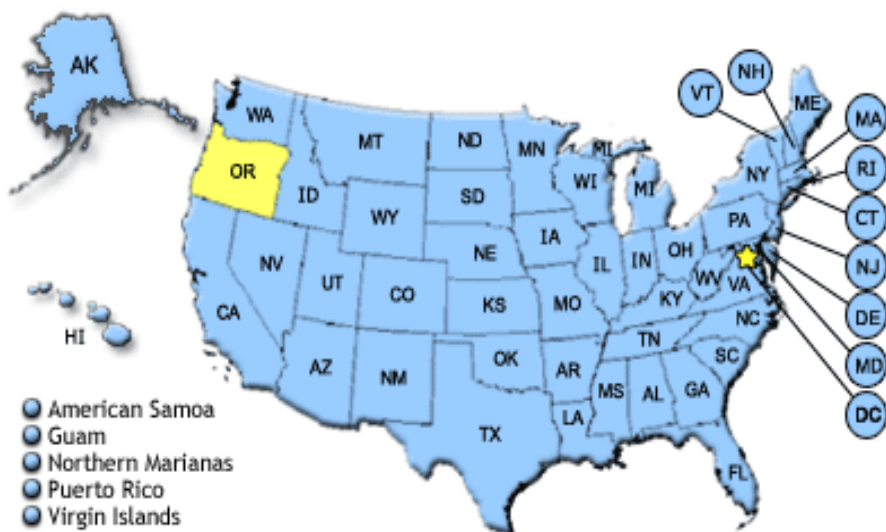 AK
WA
OR
MT
ID
WY
ND
SD
NE
MN
WI
MI
MI
IA
IL
IN
OH
NY
PA
VT
NH
ME
MA
RI
CT
NJ
DE
MD
DC
NV
UT
CO
KS
MO
KY
WV
VA
NC
TN
SC
CA
AZ
NM
OK
AR
MS
AL
GA
LA
TX
FL
HI
American Samoa
Guam
Northern Marianas
Puerto Rico
Virgin Islands